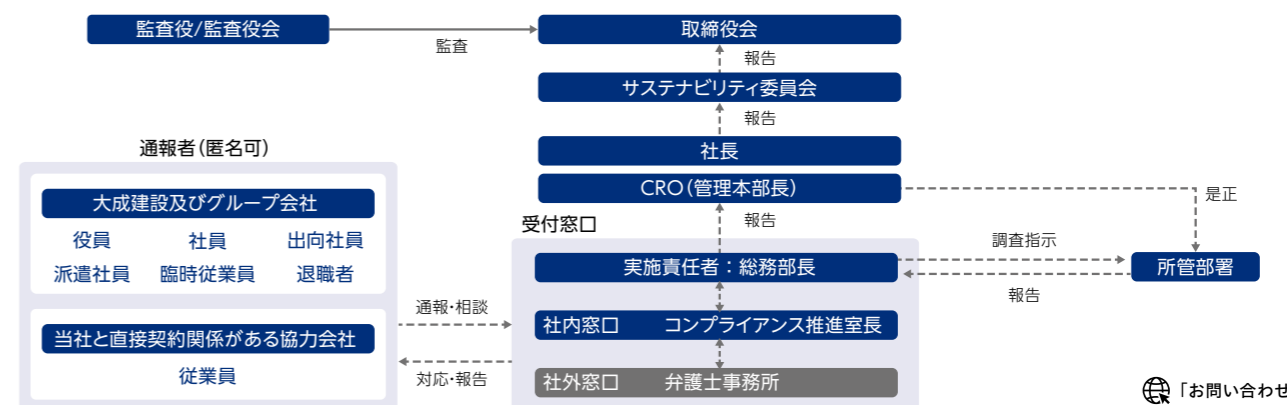 監査役/監査役会
監査
取締役会
報告
サステナビリティ委員会
報告
社長
CRO(管理本部長)
是正
報告
通報者(匿名可)
大成建設及びグループ会社
役員 社員 出向社員
派遣社員 臨時従業員 退職者
当社と直接契約関係がある協力会社
従業員
通報・相談
対応・報告
受付窓口
実施責任者：総務部長
社内窓口 コンプライアンス推進室長
社外窓口 弁護士事務所
調査指示
報告
所管部署
「お問い合わせ